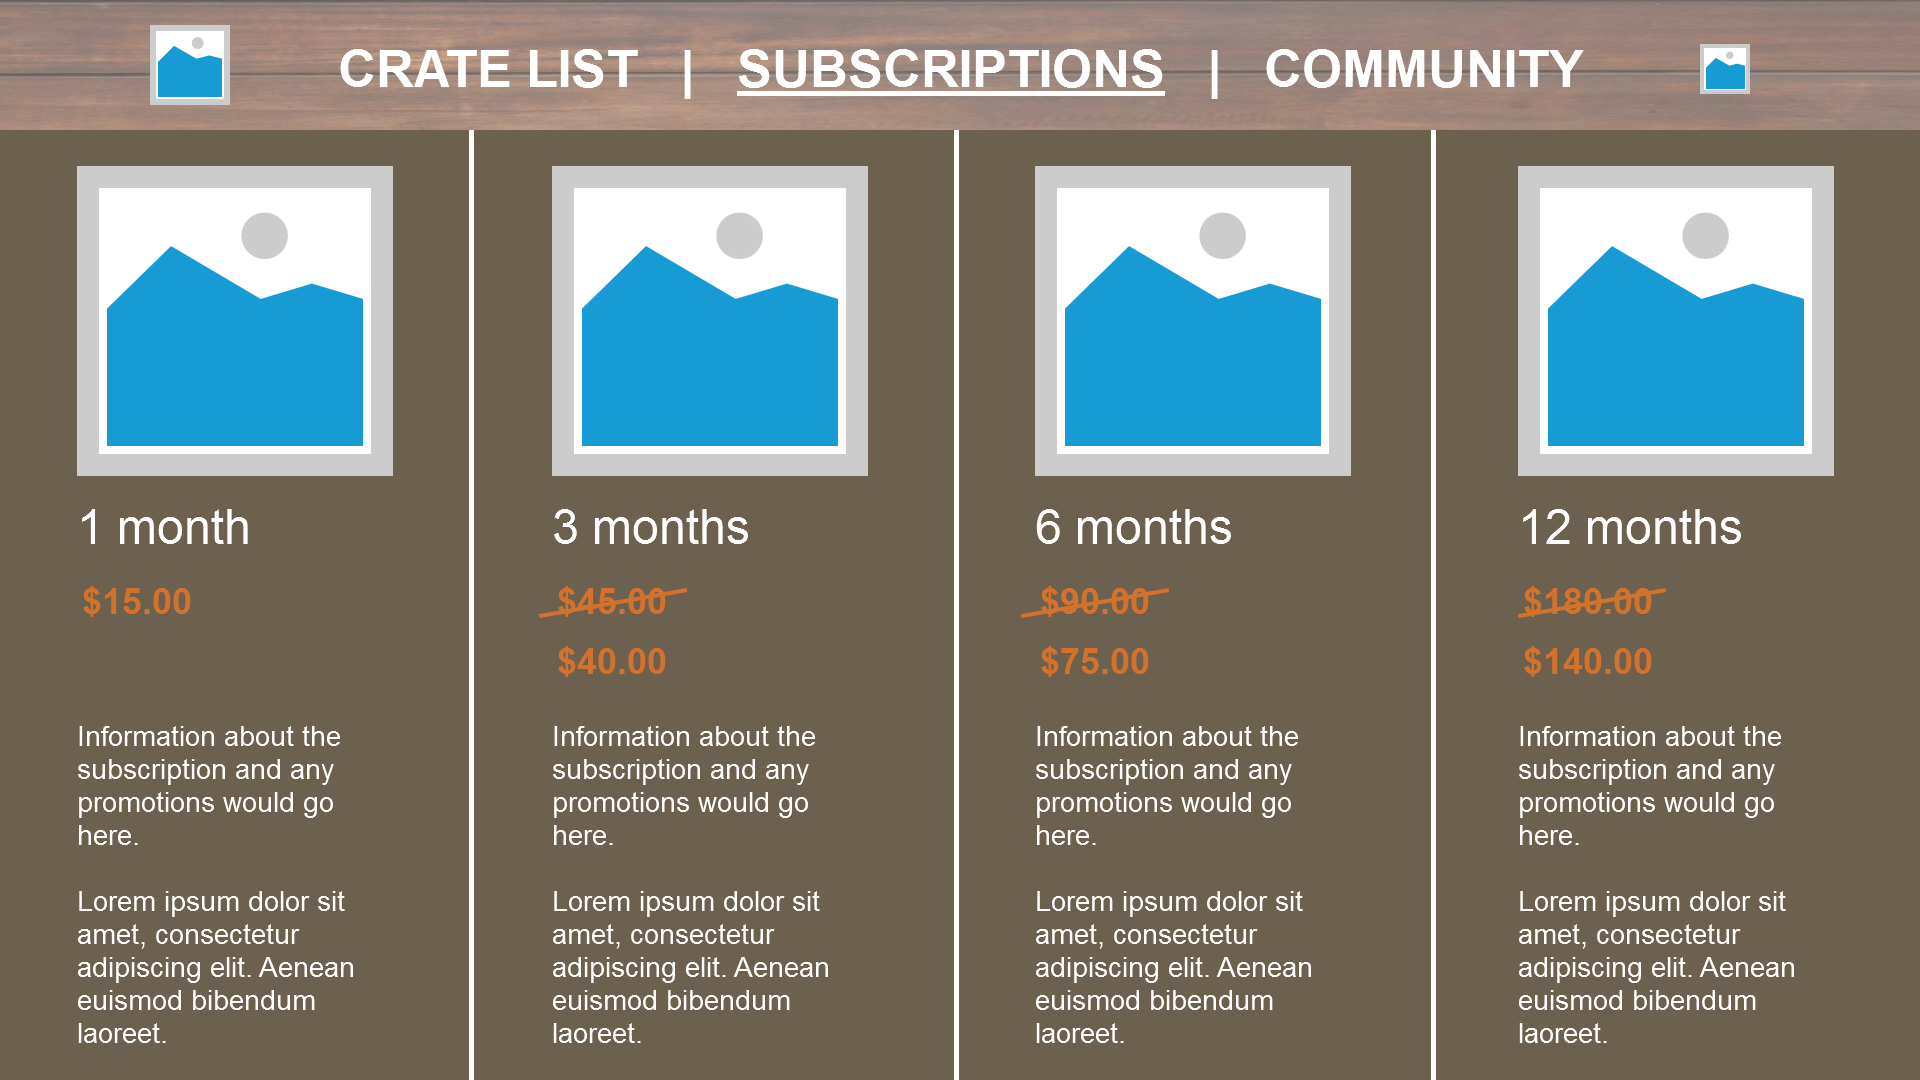 CRATE LIST | SUBSCRIPTIONS | COMMUNITY
1 month
$15.00
Information about the
subscription and any
promotions would go
here.
Lorem ipsum dolor sit
amet, consectetur
adipiscing elit. Aenean
euismod bibendum
laoreet.
3 months
$45.00
$40.00
Information about the
subscription and any
promotions would go
here.
Lorem ipsum dolor sit
amet, consectetur
adipiscing elit. Aenean
euismod bibendum
laoreet.
6 months
$90.00
$75.00
Information about the
subscription and any
promotions would go
here.
Lorem ipsum dolor sit
amet, consectetur
adipiscing elit. Aenean
euismod bibendum
laoreet.
12 months
$180.00
$140.00
Information about the
subscription and any
promotions would go
here.
Lorem ipsum dolor sit
amet, consectetur
adipiscing elit. Aenean
euismod bibendum
laoreet.